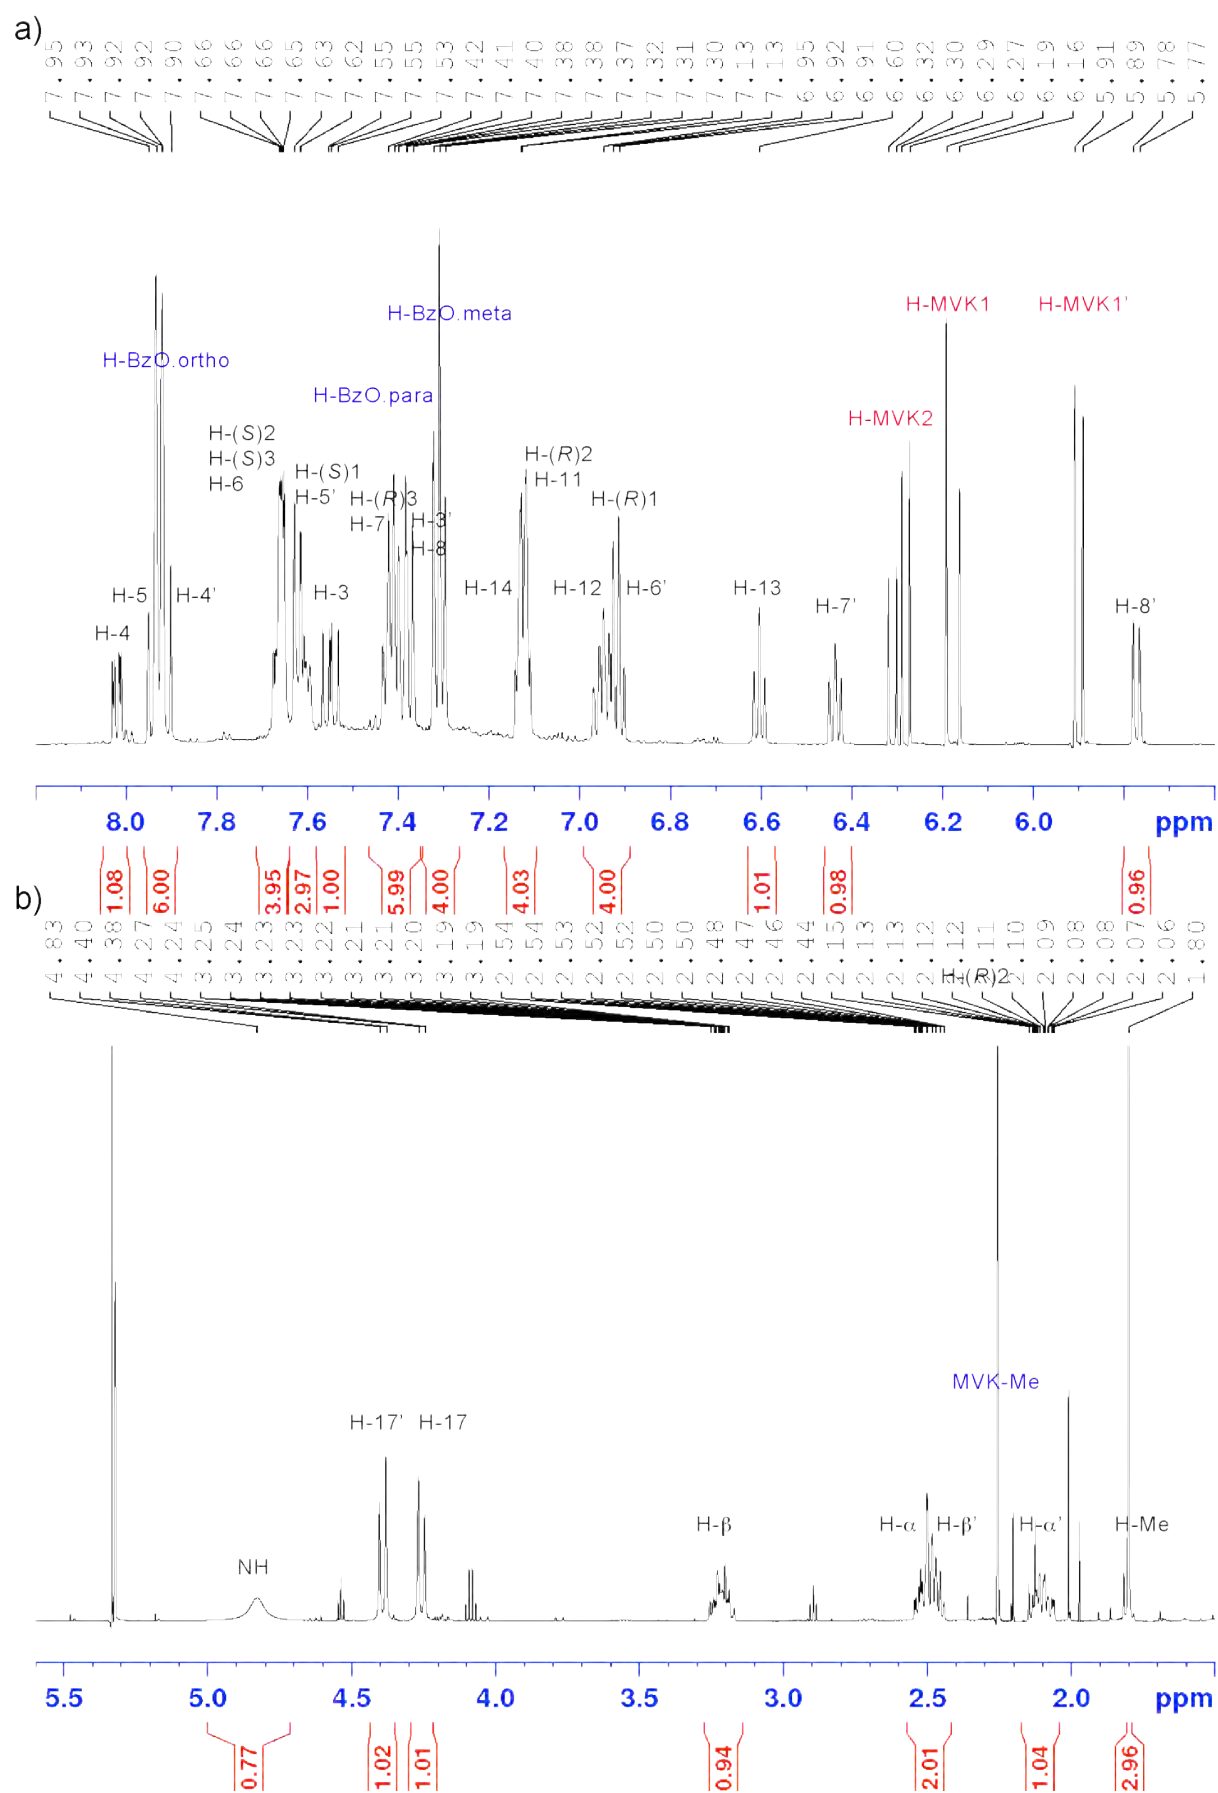 a)
7.95 7.93 7.92 7.92 7.90 7.66 7.66 7.66 7.65 7.63 7.62 7.55 7.55 7.53 7.42 7.41 7.40 7.38 7.38 7.37 7.32 7.31 7.30 7.13 7.13 6.95 6.92 6.91 6.60 6.32 6.30 6.29 6.27 6.19 6.16 5.91 5.89 5.78 5.77
H-MVK1 H-MVK1'
H-BzO.meta
H-BzO.ortho
H-BzO.para
H-MVK2
H-(S)2
H-(R)2
H-(S)3
H-(S)1
H-11
H-6
H-5'
H-(R)3
H-(R)1
H-7
H-3'
H-8
H-5 H-4' H-3 H-14 H-12 H-6' H-13
H-7' H-8'
H-4
8.0 7.8 7.6 7.4 7.2 7.0 6.8 6.6 6.4 6.2 6.0 ppm
1.08 6.00 3.95 2.97 1.00 5.99 4.00 4.03 4.00 1.01 0.98 0.96
b)
4.83 4.40 4.38 4.27 4.24 3.25 3.24 3.23 3.23 3.22 3.21 3.21 3.20 3.19 3.19 2.54 2.54 2.53 2.52 2.52 2.50 2.50 2.48 2.47 2.46 2.44 2.15 2.13 2.13 2.12 2.12 2.11 2.10 2.09 2.08 2.08 2.07 2.06 1.80
H-(R)2
MVK-Me
H-17' H-17
H-β H-α H-β' H-α' H-Me
NH
5.5 5.0 4.5 4.0 3.5 3.0 2.5 2.0 ppm
0.77 1.02 1.01 0.94 2.01 1.04 2.96